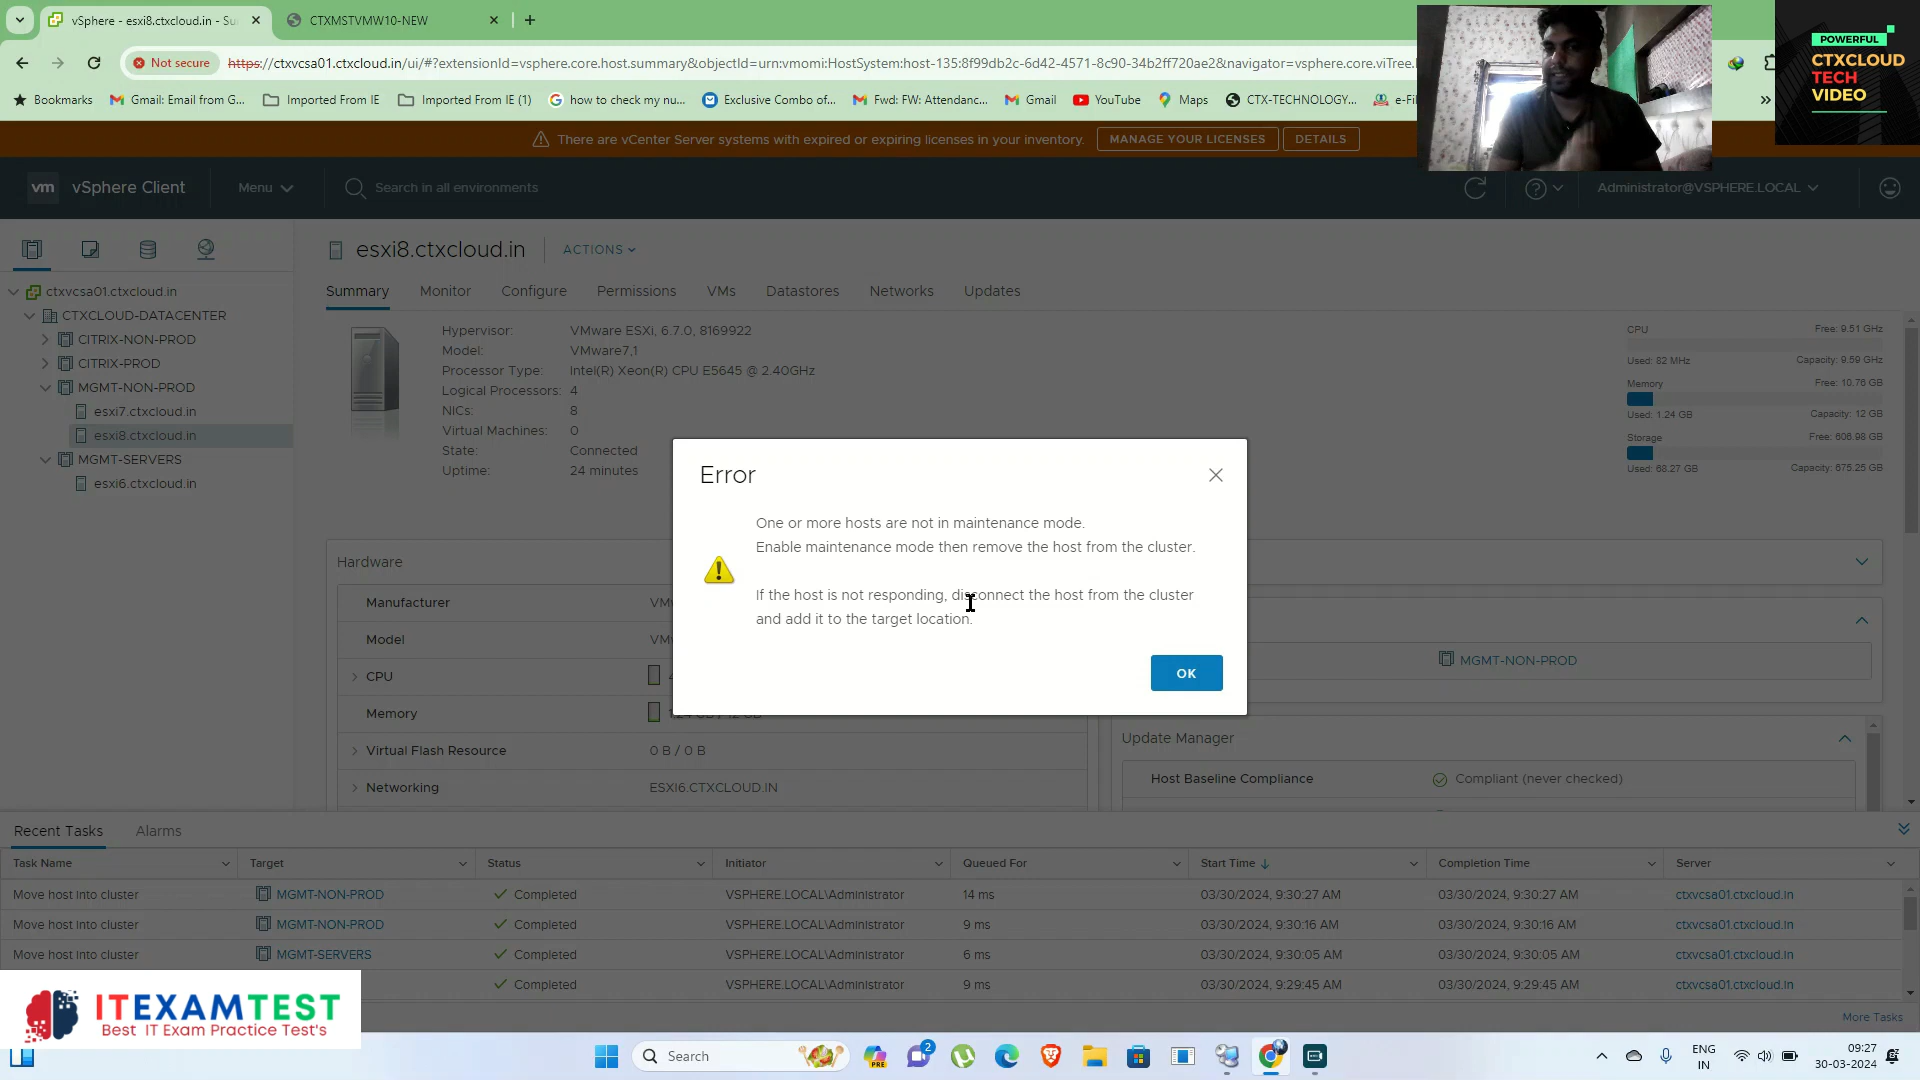 vSphere - esxi8.ctxcloud.in - Su
CTXMSTVMW10-NEW
Not secure
https://ctxvcsa01.ctxcloud.in/ui/#?extensionId=vsphere.core.host.summary&objectId=urn:vmomi:HostSystem:host-135:8f99db2c-6d42-4571-8c90-34b2ff720ae2&navigator=vsphere.core.viTree.
Bookmarks
Gmail: Email from G...
Imported From IE
Imported From IE (1)
how to check my nu...
Exclusive Combo of...
Fwd: FW: Attendanc...
Gmail
YouTube
Maps
CTX-TECHNOLOGY...
e-Fil
POWERFUL
CTXCLOUD
TECH
VIDEO
There are vCenter Server systems with expired or expiring licenses in your inventory.
MANAGE YOUR LICENSES
DETAILS
vm
vSphere Client
Menu
Search in all environments
Administrator@VSPHERE.LOCAL
ctxvcsa01.ctxcloud.in
CTXCLOUD-DATACENTER
CITRIX-NON-PROD
CITRIX-PROD
MGMT-NON-PROD
esxi7.ctxcloud.in
esxi8.ctxcloud.in
MGMT-SERVERS
esxi6.ctxcloud.in
esxi8.ctxcloud.in
ACTIONS
Summary Monitor Configure Permissions VMs Datastores Networks Updates
Hypervisor: VMware ESXi, 6.7.0, 8169922
Model: VMware7,1
Processor Type: Intel(R) Xeon(R) CPU E5645 @ 2.40GHz
Logical Processors: 4
NICs: 8
Virtual Machines: 0
State: Connected
Uptime: 24 minutes
CPU Free: 9.51 GHz
Used: 82 MHz Capacity: 9.59 GHz
Memory Free: 10.76 GB
Used: 1.24 GB Capacity: 12 GB
Storage Free: 606.98 GB
Used: 68.27 GB Capacity: 675.25 GB
Error
One or more hosts are not in maintenance mode.
Enable maintenance mode then remove the host from the cluster.
If the host is not responding, disconnect the host from the cluster
and add it to the target location.
OK
Hardware
Manufacturer
Model
CPU
Memory
Virtual Flash Resource 0 B / 0 B
Networking ESXI6.CTXCLOUD.IN
MGMT-NON-PROD
Update Manager
Host Baseline Compliance Compliant (never checked)
Recent Tasks Alarms
Task Name Target Status Initiator Queued For Start Time Completion Time Server
Move host into cluster MGMT-NON-PROD Completed VSPHERE.LOCAL\Administrator 14 ms 03/30/2024, 9:30:27 AM 03/30/2024, 9:30:27 AM ctxvcsa01.ctxcloud.in
Move host into cluster MGMT-NON-PROD Completed VSPHERE.LOCAL\Administrator 9 ms 03/30/2024, 9:30:16 AM 03/30/2024, 9:30:16 AM ctxvcsa01.ctxcloud.in
Move host into cluster MGMT-SERVERS Completed VSPHERE.LOCAL\Administrator 6 ms 03/30/2024, 9:30:05 AM 03/30/2024, 9:30:05 AM ctxvcsa01.ctxcloud.in
Completed VSPHERE.LOCAL\Administrator 9 ms 03/30/2024, 9:29:45 AM 03/30/2024, 9:29:45 AM ctxvcsa01.ctxcloud.in
More Tasks
ITEXAMTEST
Best IT Exam Practice Test's
Search
PRE
2
ENG
IN
09:27
30-03-2024